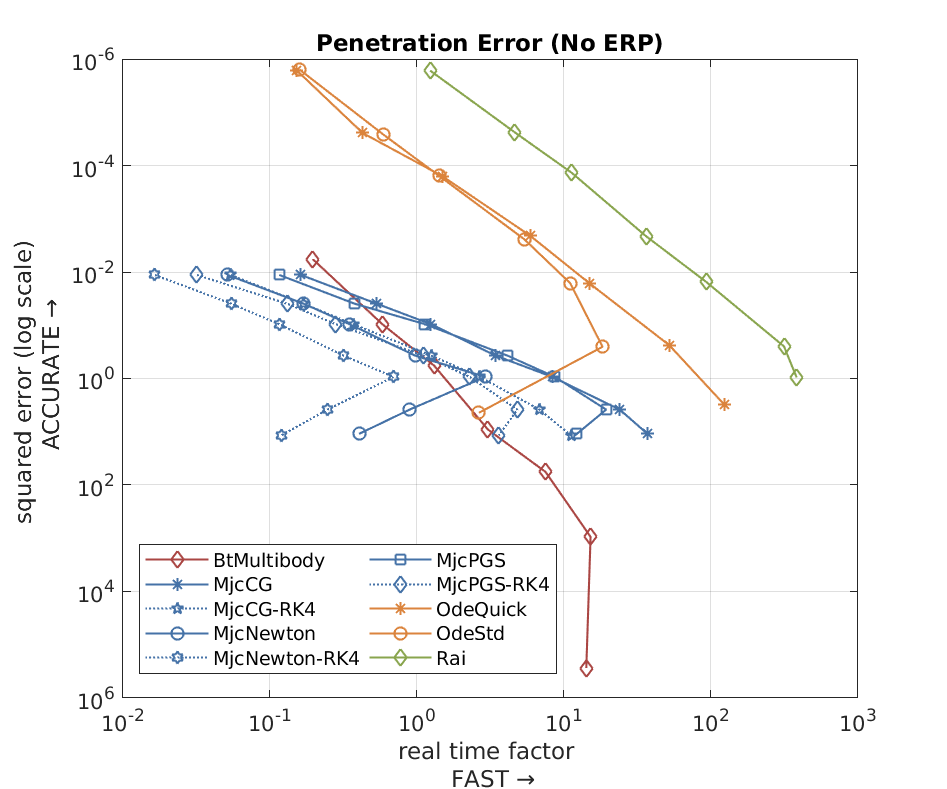 Penetration Error (No ERP)
squared error (log scale)
ACCURATE →
10^-6
10^-4
10^-2
10^0
10^2
10^4
10^6
BtMultibody
MjcCG
MjcCG-RK4
MjcNewton
MjcNewton-RK4
MjcPGS
MjcPGS-RK4
OdeQuick
OdeStd
Rai
10^-2 10^-1 10^0 10^1 10^2 10^3
real time factor
FAST →